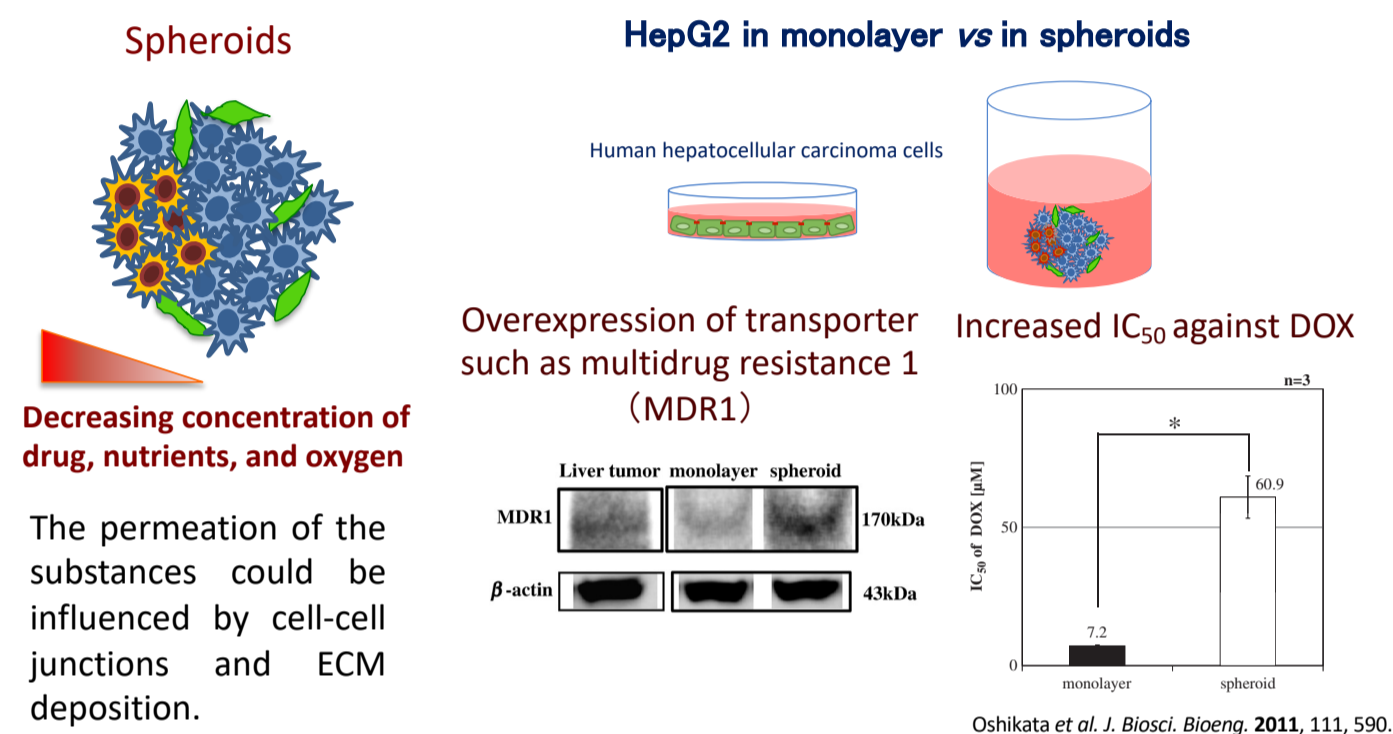 Spheroids
Decreasing concentration of
drug, nutrients, and oxygen
The permeation of the
substances could be
influenced by cell-cell
junctions and ECM
deposition.
HepG2 in monolayer vs in spheroids
Human hepatocellular carcinoma cells
Overexpression of transporter
such as multidrug resistance 1
（MDR1）
Liver tumor monolayer spheroid
MDR1 170kDa
β-actin 43kDa
Increased IC50 against DOX
n=3
100
*
60.9
50
IC50 of DOX [μM]
7.2
0
monolayer spheroid
Oshikata et al. J. Biosci. Bioeng. 2011, 111, 590.